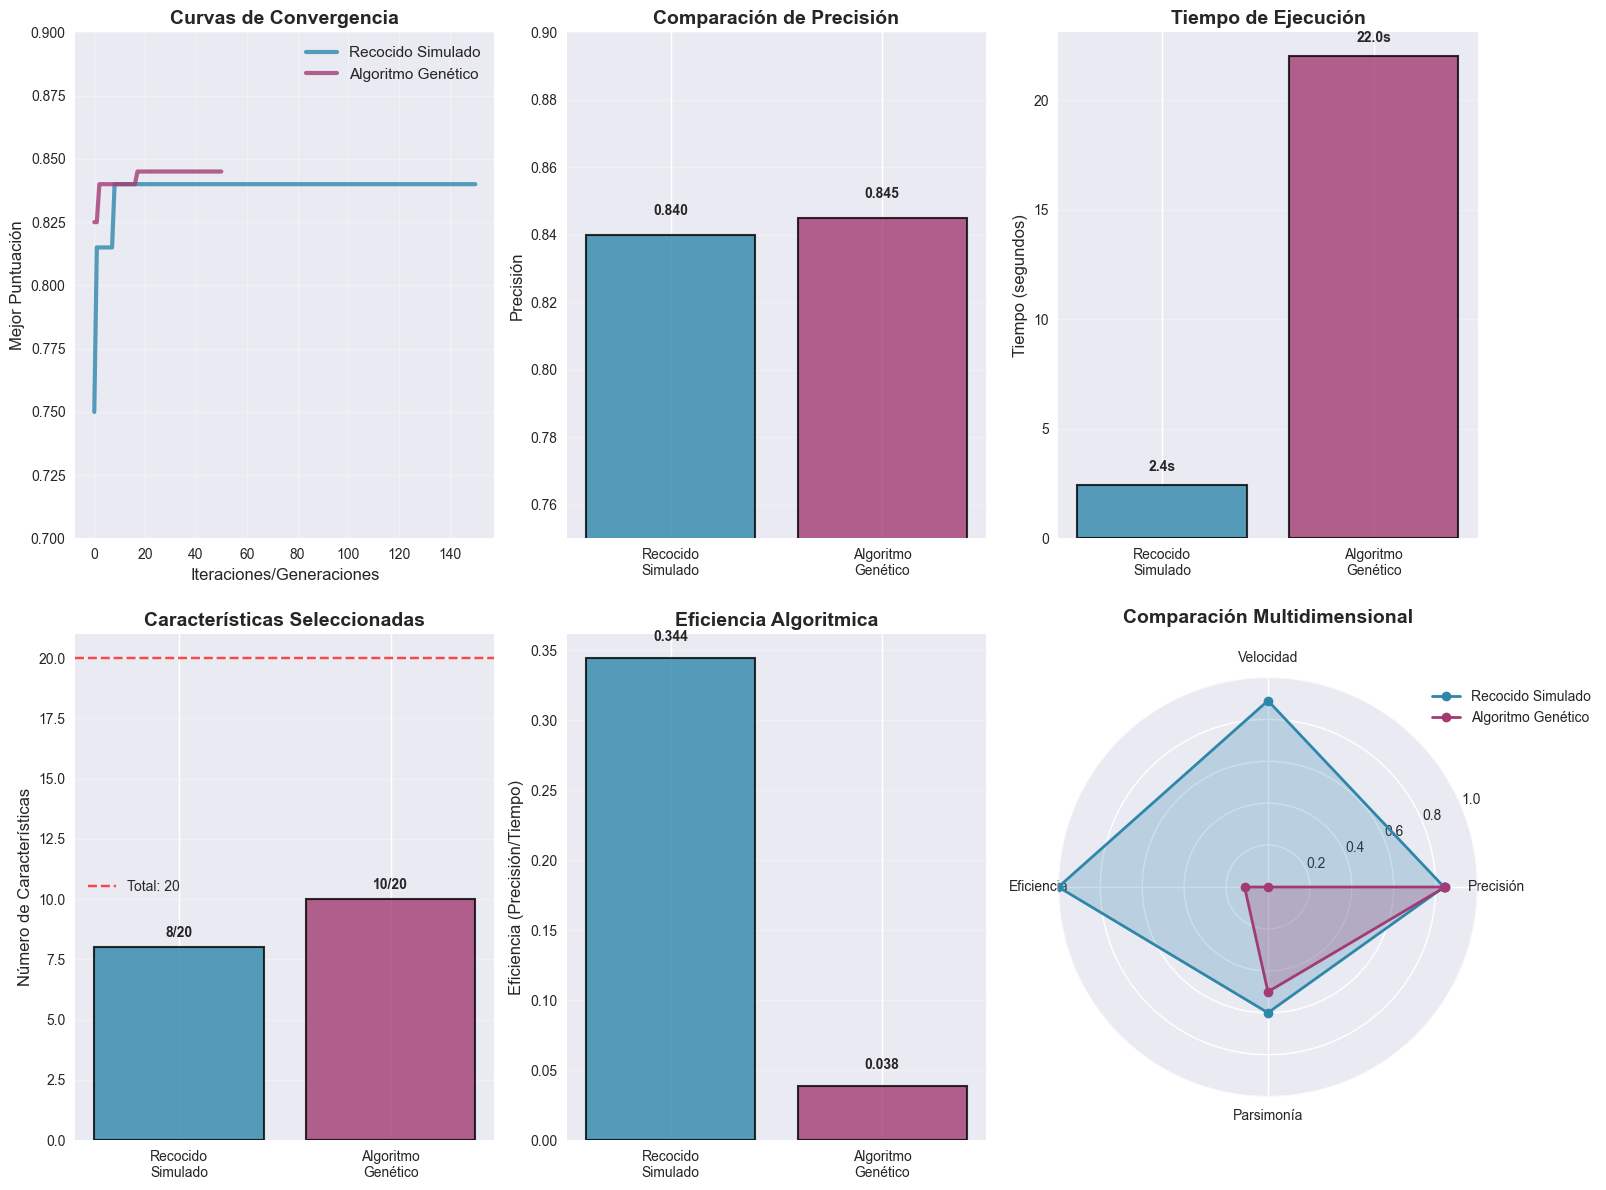 Curvas de Convergencia
0.900
0.875
0.850
0.825
0.800
0.775
0.750
0.725
0.700
Mejor Puntuación
Recocido Simulado
Algoritmo Genético
0 20 40 60 80 100 120 140
Iteraciones/Generaciones
Comparación de Precisión
0.90
0.88
0.86
0.84
0.82
0.80
0.78
0.76
Precisión
0.840
0.845
Recocido
Simulado
Algoritmo
Genético
Tiempo de Ejecución
20
15
10
5
0
Tiempo (segundos)
2.4s
22.0s
Recocido
Simulado
Algoritmo
Genético
Características Seleccionadas
20.0
17.5
15.0
12.5
10.0
7.5
5.0
2.5
0.0
Número de Características
Total: 20
8/20
10/20
Recocido
Simulado
Algoritmo
Genético
Eficiencia Algoritmica
0.35
0.30
0.25
0.20
0.15
0.10
0.05
0.00
Eficiencia (Precisión/Tiempo)
0.344
0.038
Recocido
Simulado
Algoritmo
Genético
Comparación Multidimensional
Velocidad
Recocido Simulado
Algoritmo Genético
1.0
0.8
0.6
0.4
0.2
Eficiencia
Precisión
Parsimonía